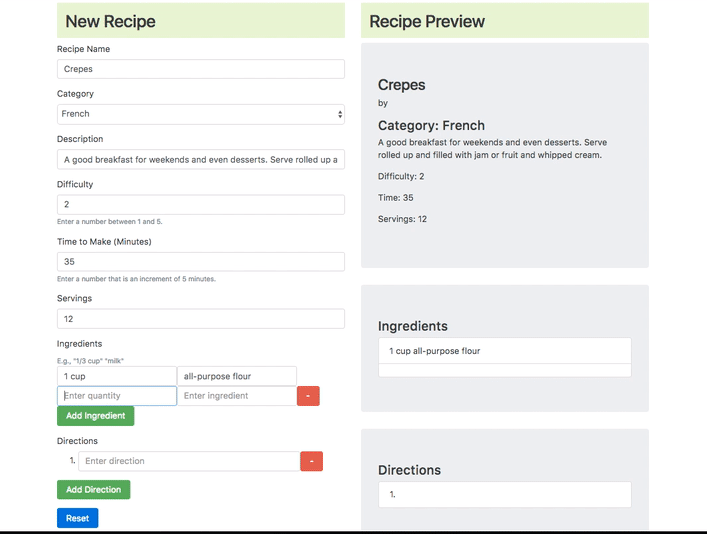 New Recipe
Recipe Name
Crepes
Category
French
Description
A good breakfast for weekends and even desserts. Serve rolled up a
Difficulty
2
Enter a number between 1 and 5.
Time to Make (Minutes)
35
Enter a number that is an increment of 5 minutes.
Servings
12
Ingredients
E.g., "1/3 cup" "milk"
1 cup all-purpose flour
Enter quantity Enter ingredient -
Add Ingredient
Directions
1. Enter direction -
Add Direction
Reset
Recipe Preview
Crepes
by
Category: French
A good breakfast for weekends and even desserts. Serve
rolled up and filled with jam or fruit and whipped cream.
Difficulty: 2
Time: 35
Servings: 12
Ingredients
1 cup all-purpose flour
Directions
1.